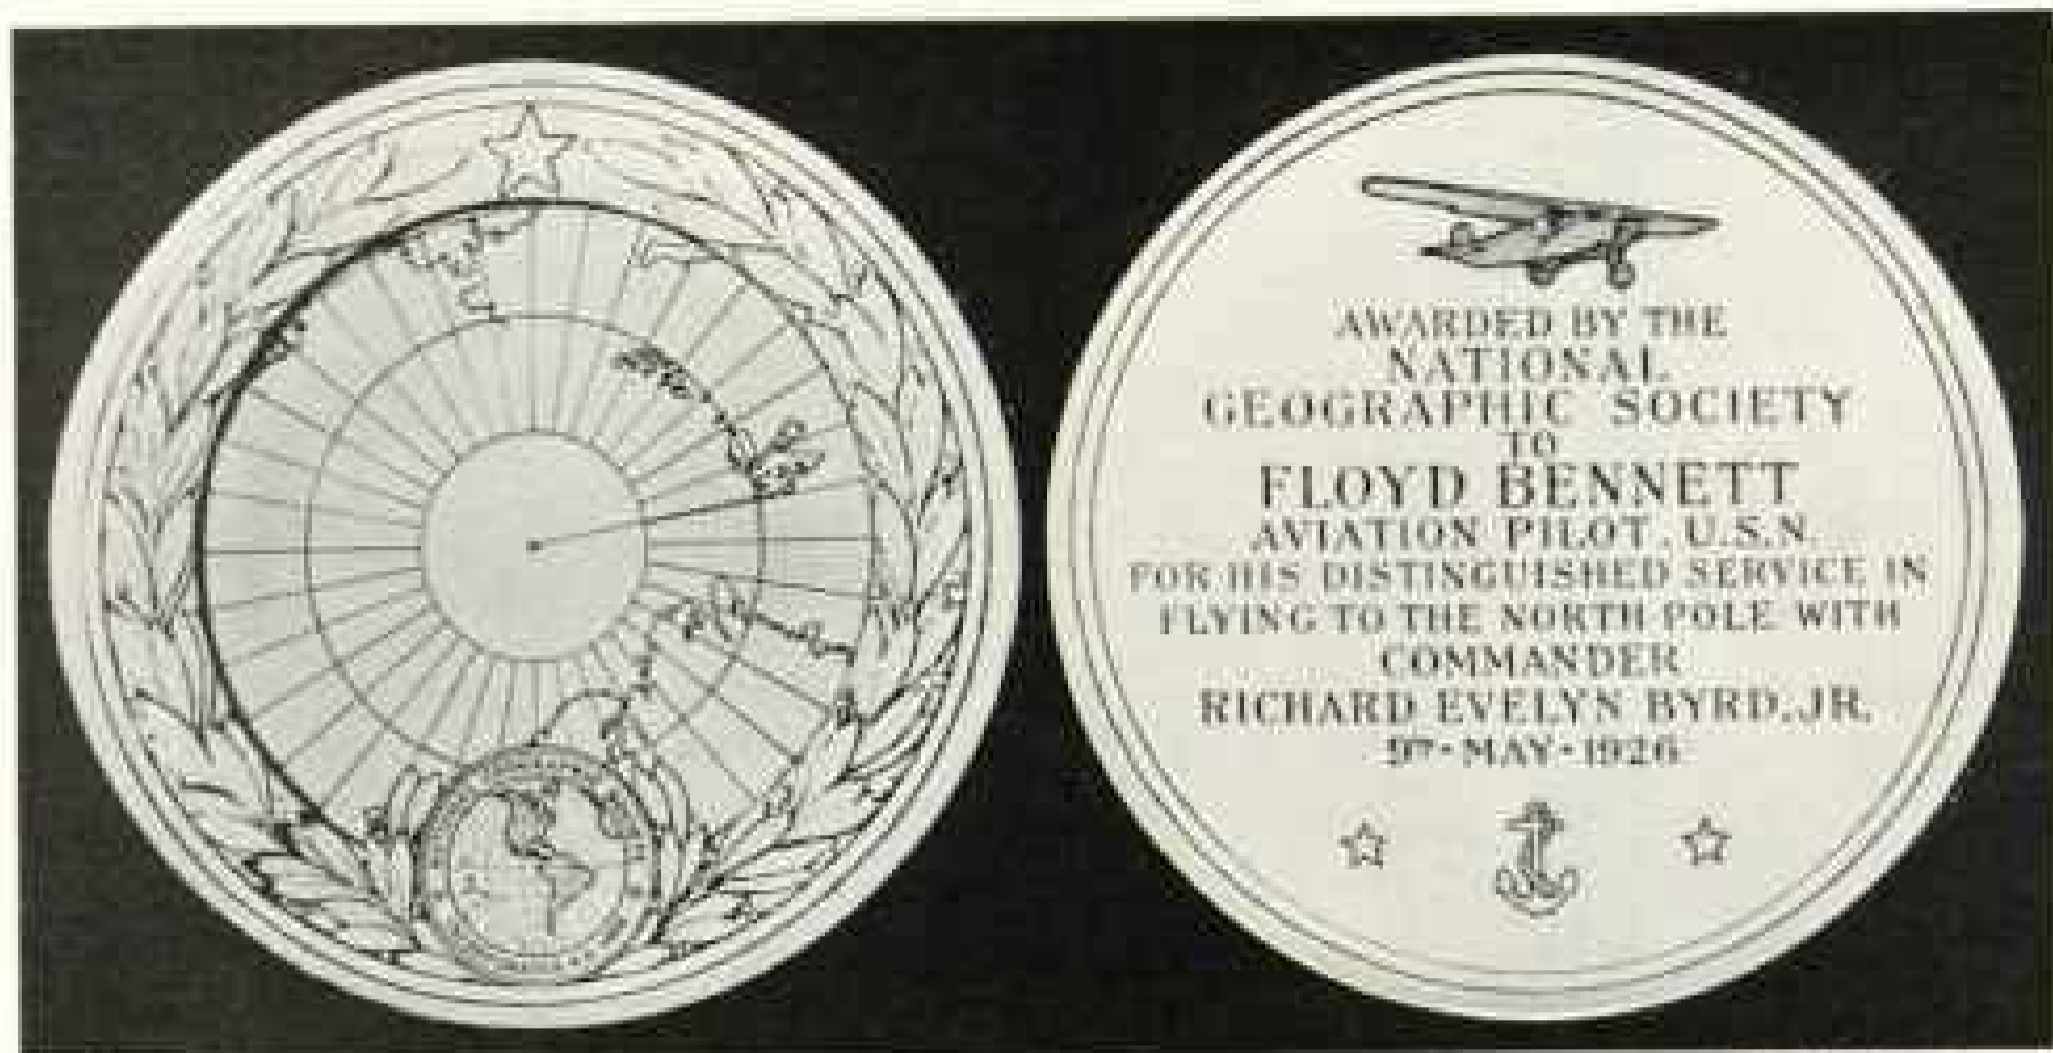 AWARDED BY THE
NATIONAL
GEOGRAPHIC SOCIETY
TO
FLOYD BENNETT
AVIATION PILOT, U.S.N.
FOR HIS DISTINGUISHED SERVICE IN
FLYING TO THE NORTH POLE WITH
COMMANDER
RICHARD EVELYN BYRD, JR.
9TH-MAY-1926